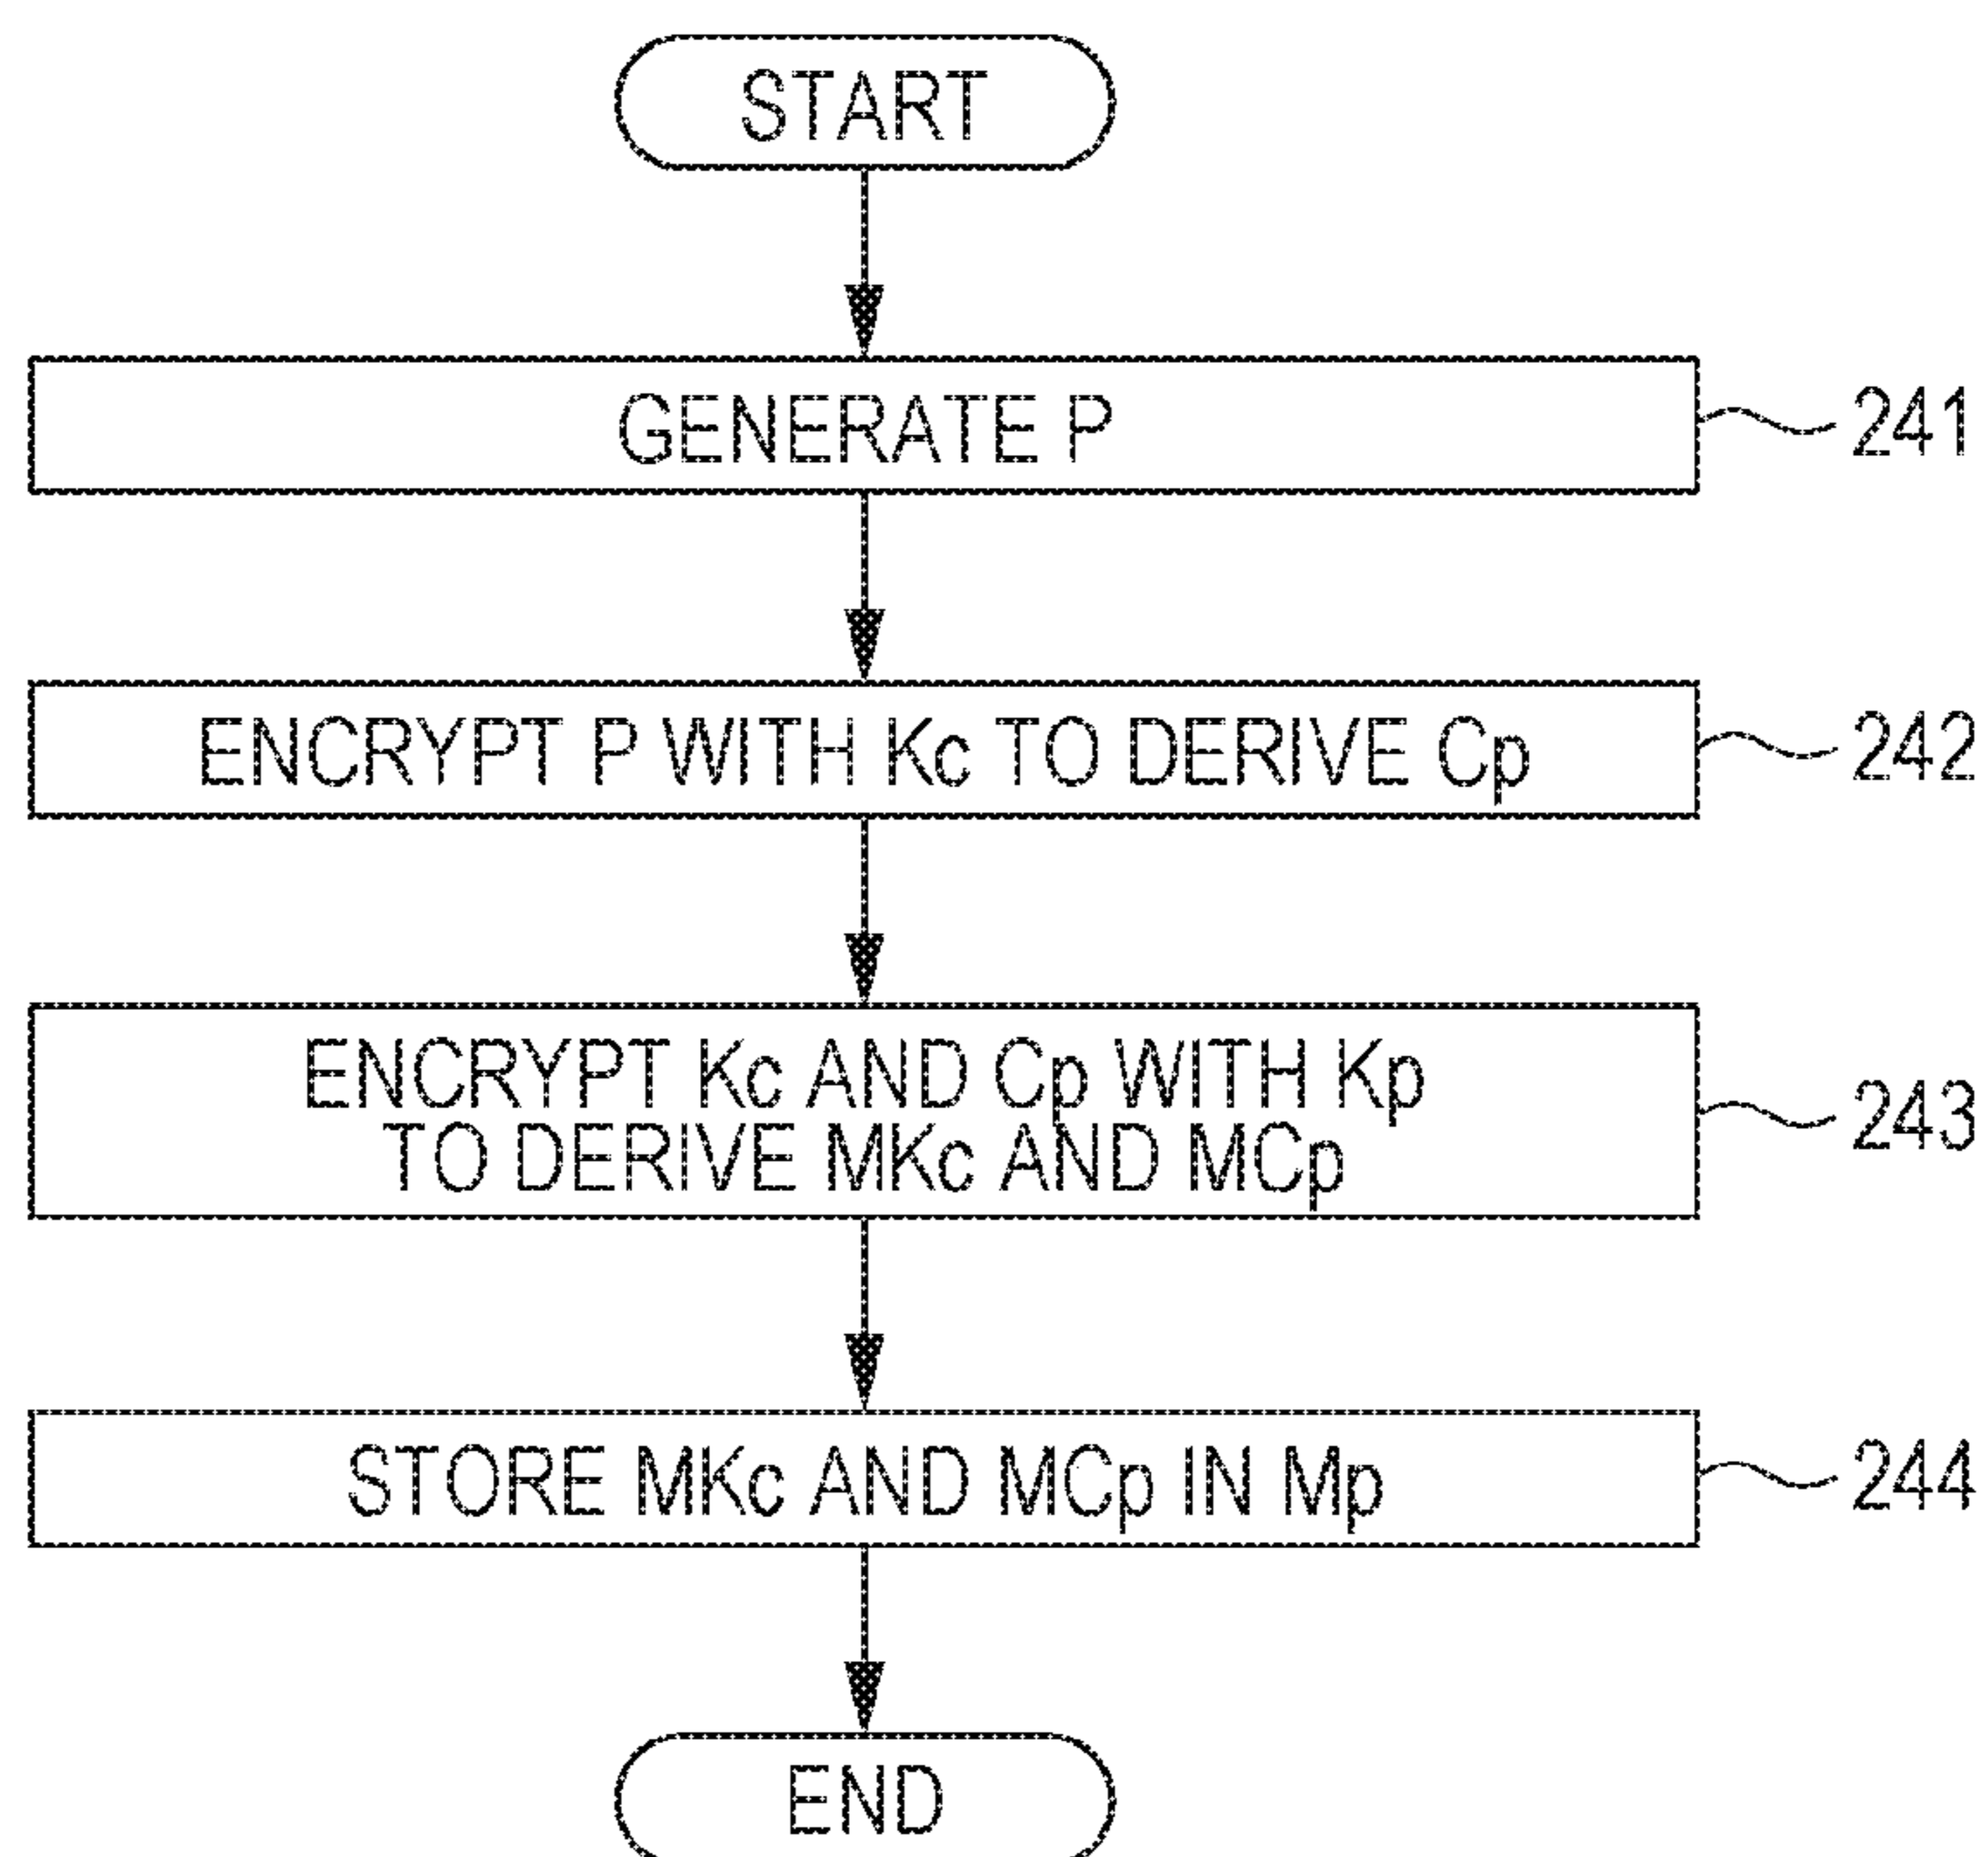 START
GENERATE P
241
ENCRYPT P WITH Kc TO DERIVE Cp
242
ENCRYPT Kc AND Cp WITH Kp
TO DERIVE MKc AND MCp
243
STORE MKc AND MCp IN Mp
244
END